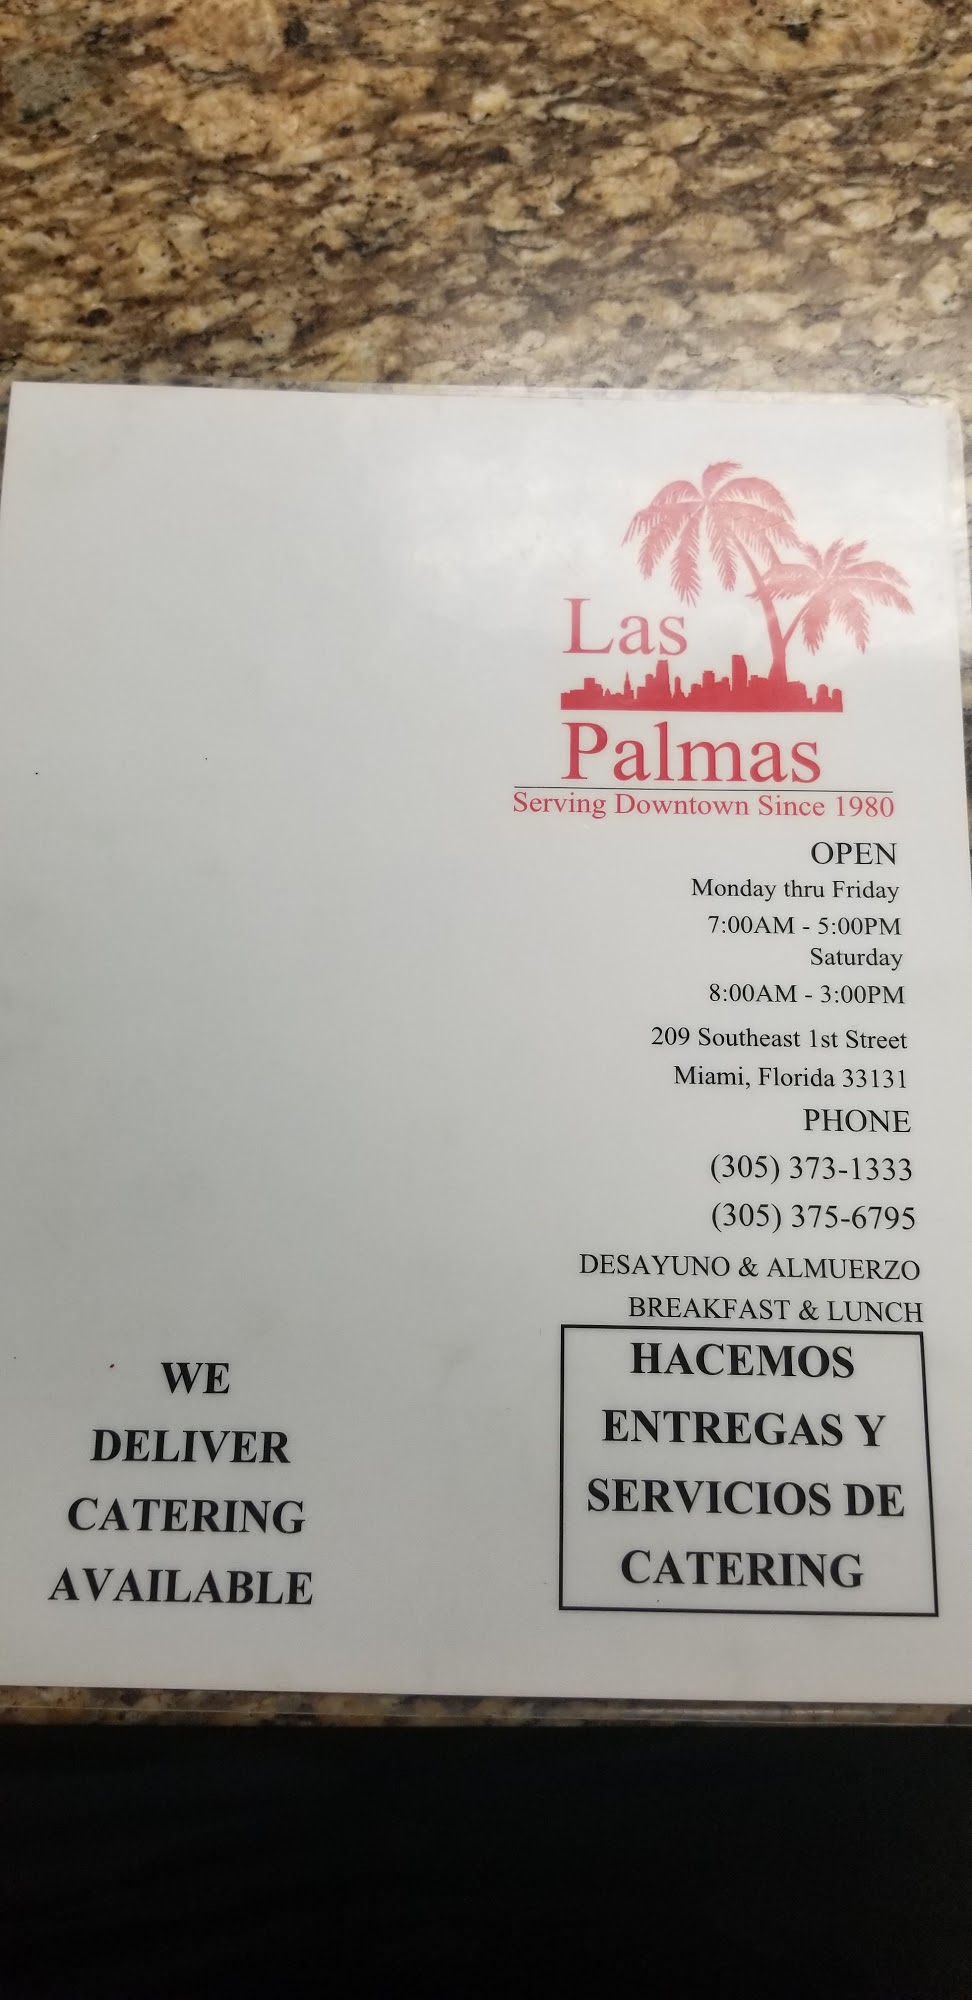 Las
Palmas
Serving Downtown Since 1980
OPEN
Monday thru Friday
7:00AM - 5:00PM
Saturday
8:00AM - 3:00PM
209 Southeast 1st Street
Miami, Florida 33131
PHONE
(305) 373-1333
(305) 375-6795
DESAYUNO & ALMUERZO
BREAKFAST & LUNCH
WE
DELIVER
CATERING
AVAILABLE
HACEMOS
ENTREGAS Y
SERVICIOS DE
CATERING